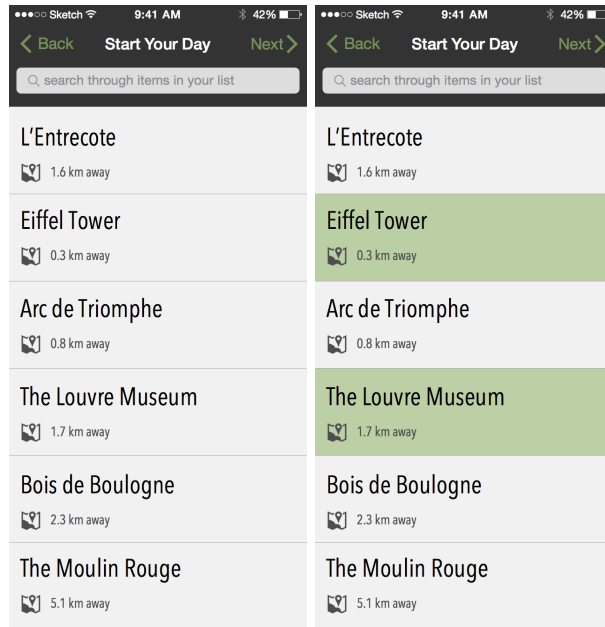 Sketch 9:41 AM 42%
Back Start Your Day Next
search through items in your list
L'Entrecote
1.6 km away
Eiffel Tower
0.3 km away
Arc de Triomphe
0.8 km away
The Louvre Museum
1.7 km away
Bois de Boulogne
2.3 km away
The Moulin Rouge
5.1 km away
Sketch 9:41 AM 42%
Back Start Your Day Next
search through items in your list
L'Entrecote
1.6 km away
Eiffel Tower
0.3 km away
Arc de Triomphe
0.8 km away
The Louvre Museum
1.7 km away
Bois de Boulogne
2.3 km away
The Moulin Rouge
5.1 km away